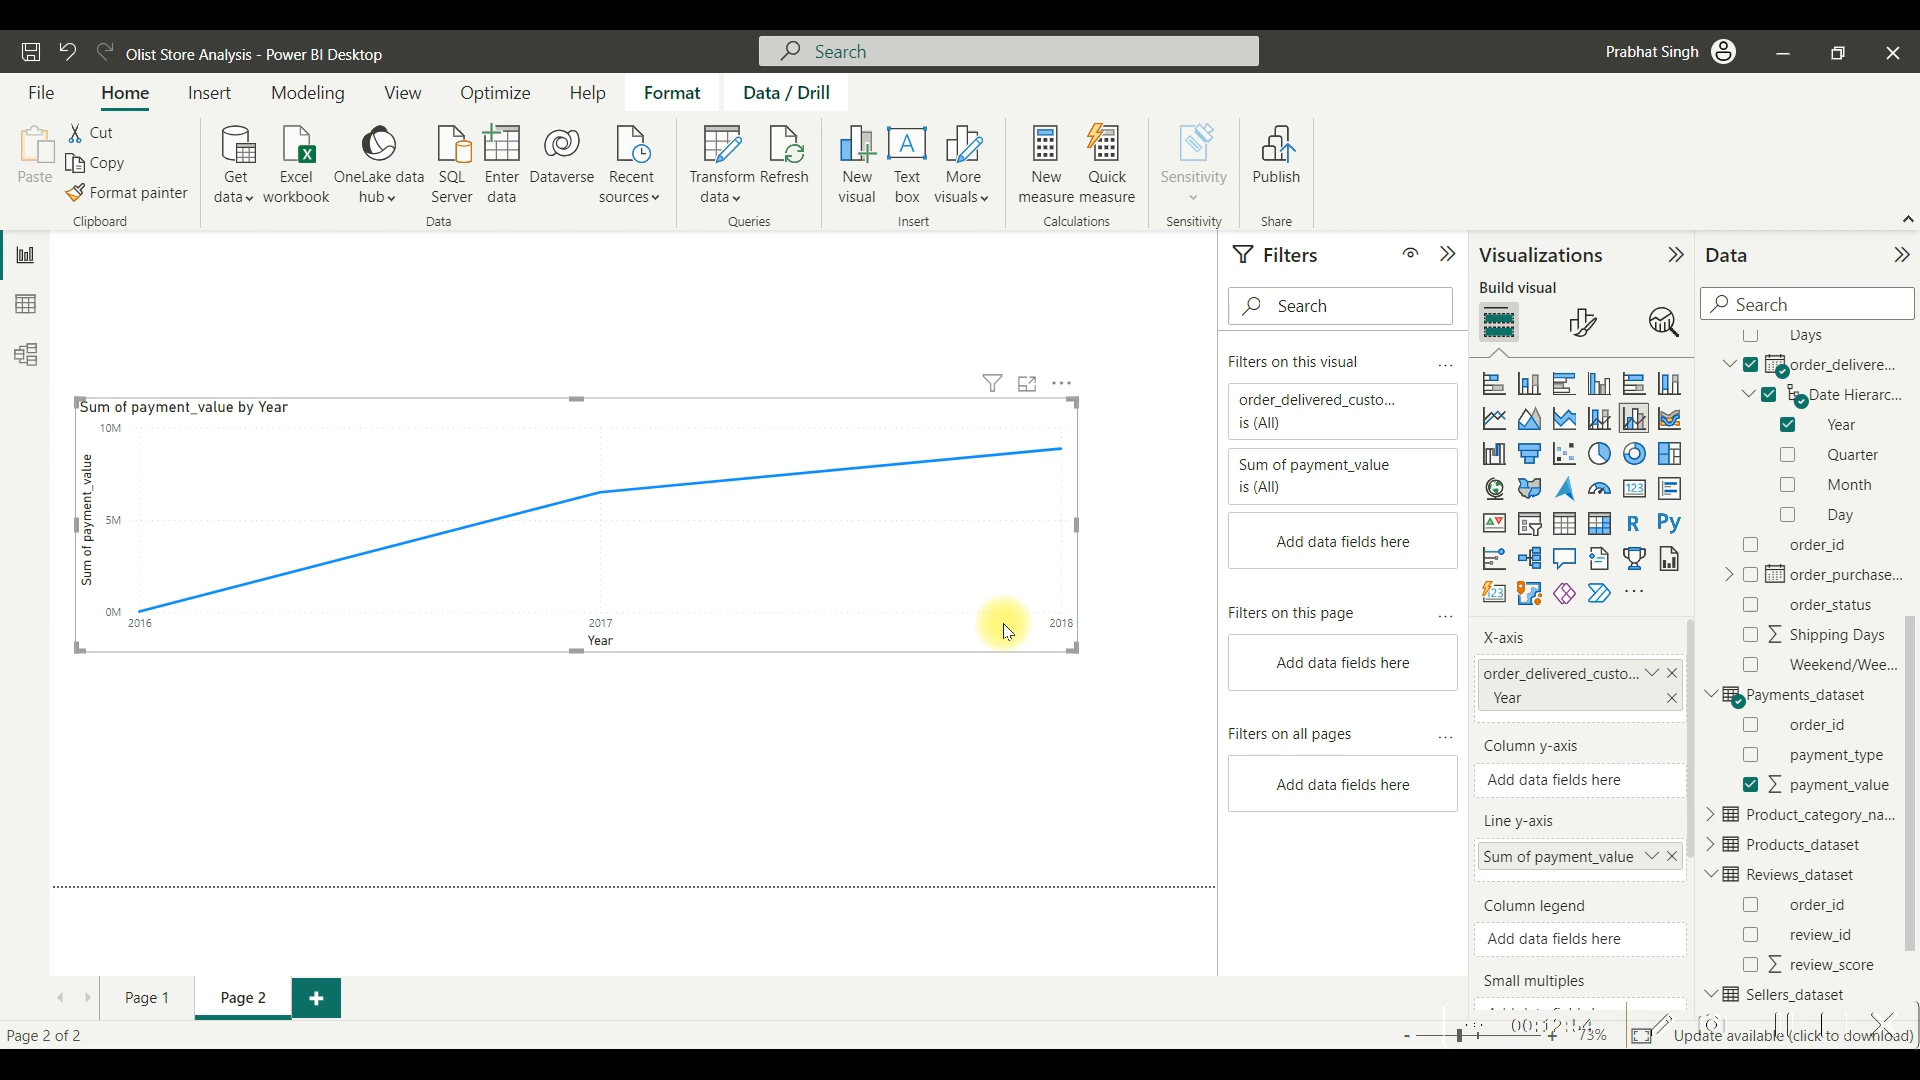 Olist Store Analysis - Power BI Desktop
Search
Prabhat Singh
File Home Insert Modeling View Optimize Help Format Data / Drill
Paste
Cut
Copy
Format painter
Clipboard
Get data
Excel workbook
OneLake data hub
SQL Server
Enter data
Dataverse
Recent sources
Data
Transform data
Refresh
Queries
New visual
Text box
More visuals
Insert
New measure
Quick measure
Calculations
Sensitivity
Sensitivity
Publish
Share
Sum of payment_value by Year
10M
5M
0M
Sum of payment_value
2016
2017
2018
Year
Filters
Search
Filters on this visual
order_delivered_custo...
is (All)
Sum of payment_value
is (All)
Add data fields here
Filters on this page
Add data fields here
Filters on all pages
Add data fields here
Visualizations
Build visual
123
R
Py
123
X-axis
order_delivered_custo...
Year
Column y-axis
Add data fields here
Line y-axis
Sum of payment_value
Column legend
Add data fields here
Small multiples
Data
Search
Days
order_delivere...
Date Hierarc...
Year
Quarter
Month
Day
order_id
order_purchase...
order_status
Shipping Days
Weekend/Wee...
Payments_dataset
order_id
payment_type
payment_value
Product_category_na...
Products_dataset
Reviews_dataset
order_id
review_id
review_score
Sellers_dataset
Page 1
Page 2
Page 2 of 2
73%
Update available (click to download)